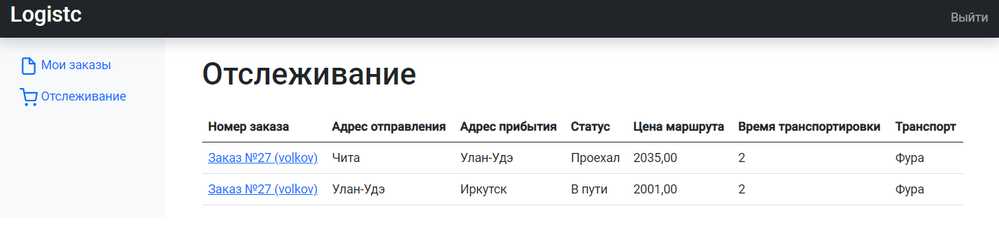 Logistc
Выйти
Мои заказы
Отслеживание
Отслеживание
Номер заказа Адрес отправления Адрес прибытия Статус Цена маршрута Время транспортировки Транспорт
Заказ №27 (volkov) Чита Улан-Удэ Проехал 2035,00 2 Фура
Заказ №27 (volkov) Улан-Удэ Иркутск В пути 2001,00 2 Фура